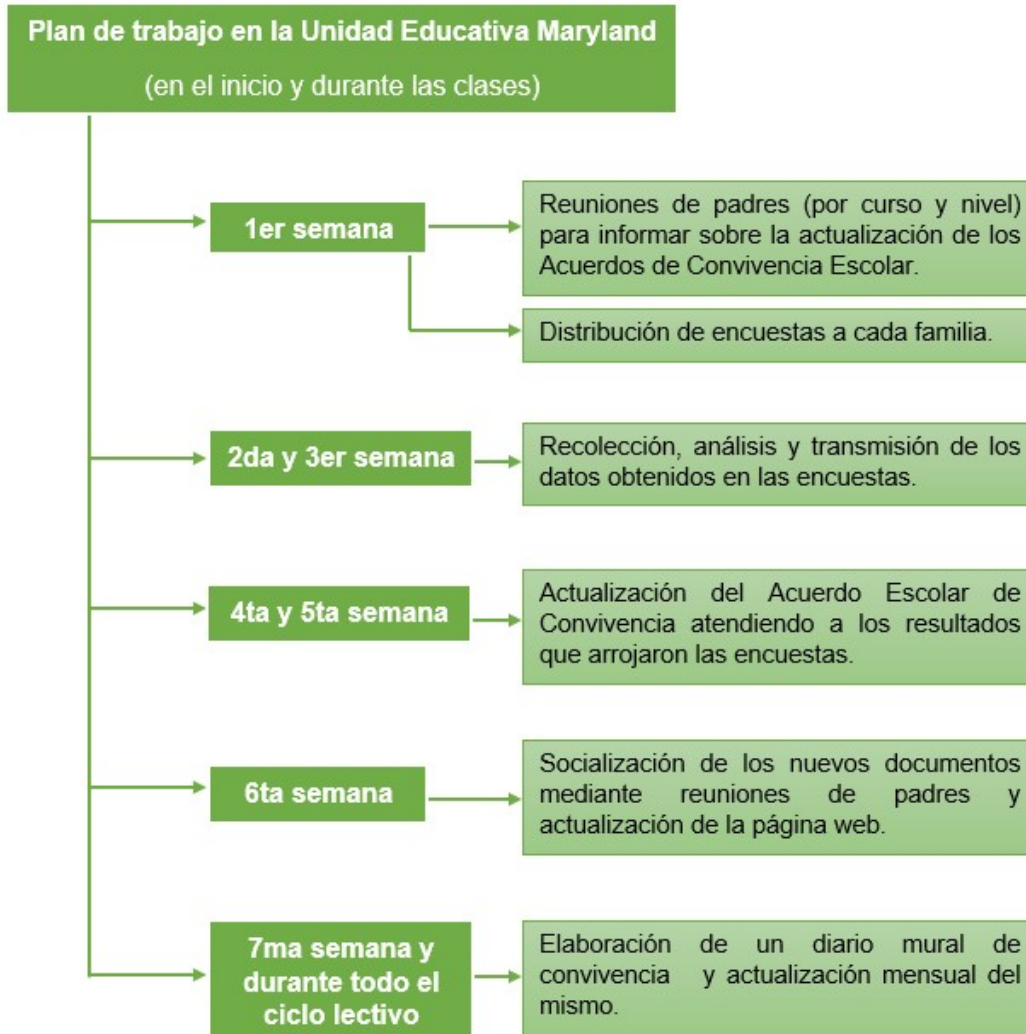 Plan de trabajo en la Unidad Educativa Maryland
(en el inicio y durante las clases)
1er semana
Reuniones de padres (por curso y nivel)
para informar sobre la actualización de los
Acuerdos de Convivencia Escolar.
Distribución de encuestas a cada familia.
2da y 3er semana
Recolección, análisis y transmisión de los
datos obtenidos en las encuestas.
4ta y 5ta semana
Actualización del Acuerdo Escolar de
Convivencia atendiendo a los resultados
que arrojaron las encuestas.
6ta semana
Socialización de los nuevos documentos
mediante reuniones de padres y
actualización de la página web.
7ma semana y
durante todo el
ciclo lectivo
Elaboración de un diario mural de
convivencia y actualización mensual del
mismo.